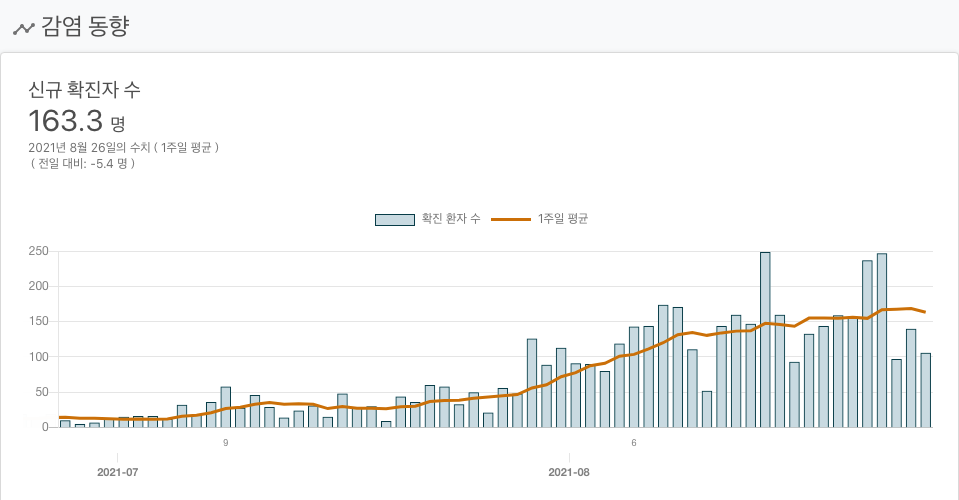 감염 동향
신규 확진자 수
163.3 명
2021년 8월 26일의 수치 ( 1주일 평균 )
( 전일 대비: -5.4 명 )
확진 환자 수 1주일 평균
250
200
150
100
50
0
9 6
2021-07 2021-08